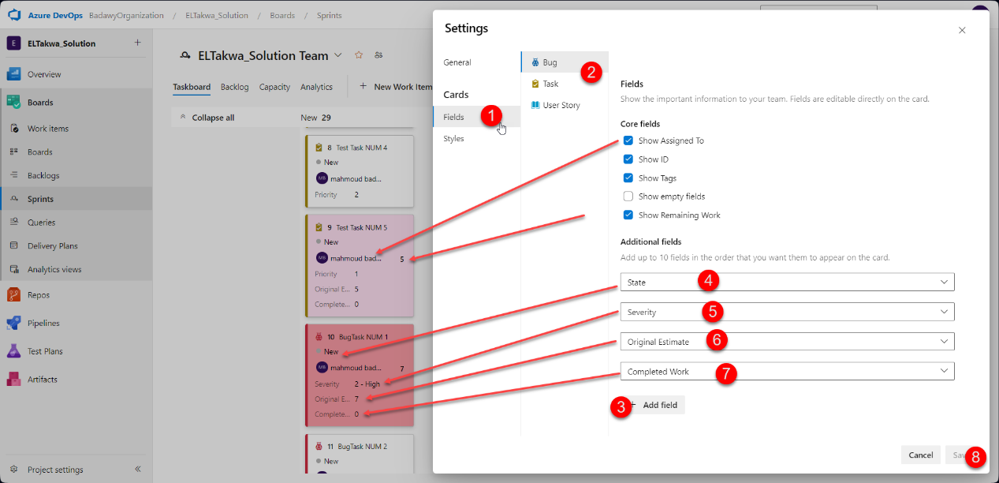 Azure DevOps BadawyOrganization / ELTakwa_Solution / Boards / Sprints
E ELTakwa_Solution +
Overview
Boards
Work items
Boards
Backlogs
Sprints
Queries
Delivery Plans
Analytics views
Repos
Pipelines
Test Plans
Artifacts
Project settings
ELTakwa_Solution Team
Taskboard Backlog Capacity Analytics + New Work Item
Collapse all New 29
8 Test Task NUM 4
New
MB mahmoud bad...
Priority 2
9 Test Task NUM 5
New
MB mahmoud bad... 5
Priority 1
Original E... 5
Complete... 0
10 BugTask NUM 1
New
MB mahmoud bad... 7
Severity 2 - High
Original E... 7
Complete... 0
11 BugTask NUM 2
New
Settings
General
Cards
Fields 1
Styles
Bug 2
Task
User Story
Fields
Show the important information to your team. Fields are editable directly on the card.
Core fields
Show Assigned To
Show ID
Show Tags
Show empty fields
Show Remaining Work
Additional fields
Add up to 10 fields in the order that you want them to appear on the card.
State 4
Severity 5
Original Estimate 6
Completed Work 7
3 + Add field
Cancel 8